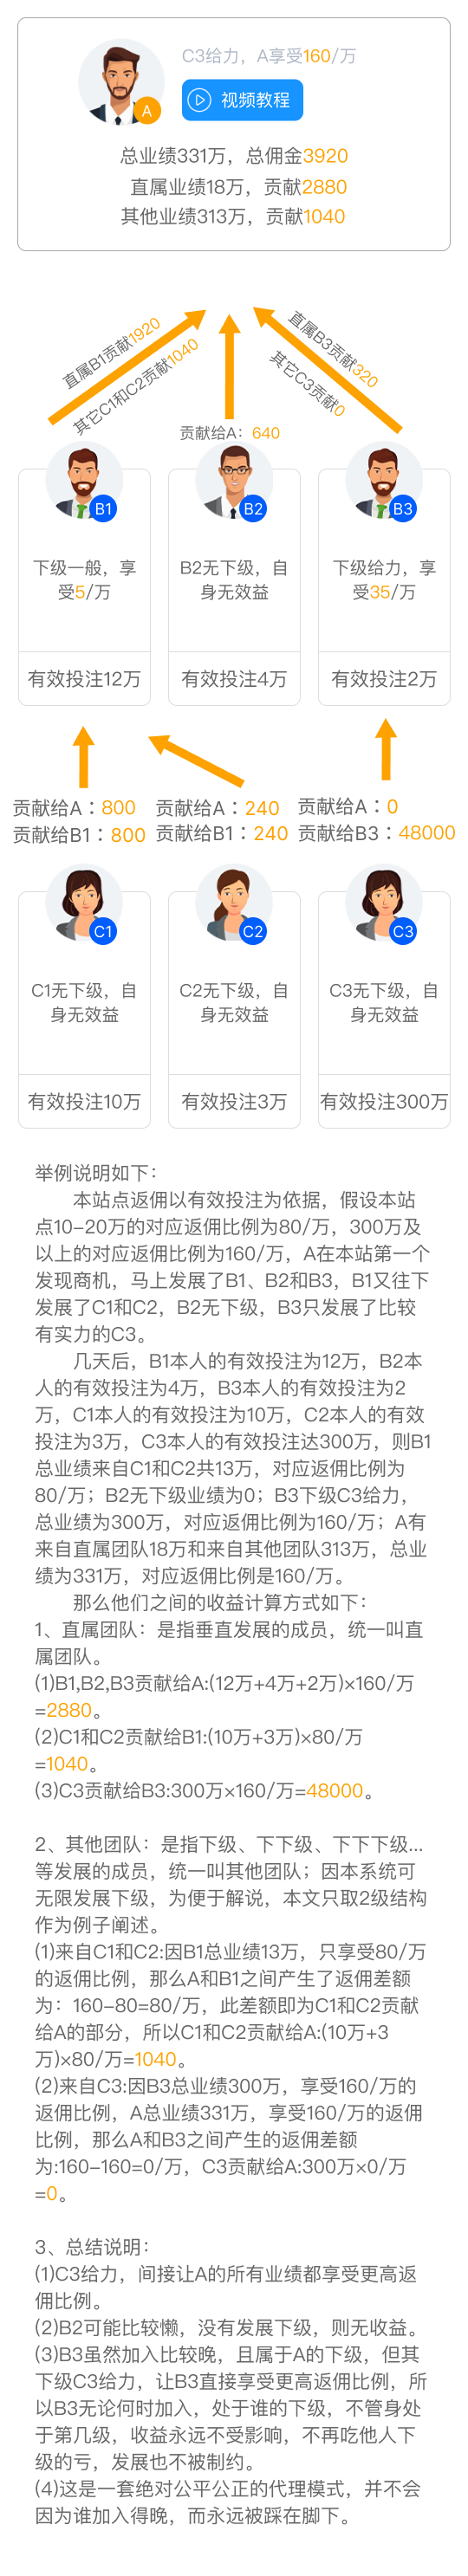 C3给力，A享受160/万
A
视频教程
总业绩331万，总佣金3920
直属业绩18万，贡献2880
其他业绩313万，贡献1040
直属B1贡献1920
其它C1和C2贡献1040
直属B3贡献320
其它C3贡献0
贡献给A：640
B1
B2
B3
下级一般，享
受5/万
B2无下级，自
身无效益
下级给力，享
受35/万
有效投注12万
有效投注4万
有效投注2万
贡献给A：800
贡献给B1：800
贡献给A：240
贡献给B1：240
贡献给A：0
贡献给B3：48000
C1
C2
C3
C1无下级，自
身无效益
C2无下级，自
身无效益
C3无下级，自
身无效益
有效投注10万
有效投注3万
有效投注300万
举例说明如下：
本站点返佣以有效投注为依据，假设本站
点10-20万的对应返佣比例为80/万，300万及
以上的对应返佣比例为160/万，A在本站第一个
发现商机，马上发展了B1、B2和B3，B1又往下
发展了C1和C2，B2无下级，B3只发展了比较
有实力的C3。
几天后，B1本人的有效投注为12万，B2本
人的有效投注为4万，B3本人的有效投注为2
万，C1本人的有效投注为10万，C2本人的有效
投注为3万，C3本人的有效投注达300万，则B1
总业绩来自C1和C2共13万，对应返佣比例为
80/万；B2无下级业绩为0；B3下级C3给力，
总业绩为300万，对应返佣比例为160/万；A有
来自直属团队18万和来自其他团队313万，总业
绩为331万，对应返佣比例是160/万。
那么他们之间的收益计算方式如下：
1、直属团队：是指垂直发展的成员，统一叫直
属团队。
(1)B1,B2,B3贡献给A:(12万+4万+2万)×160/万
=2880。
(2)C1和C2贡献给B1:(10万+3万)×80/万
=1040。
(3)C3贡献给B3:300万×160/万=48000。
2、其他团队：是指下级、下下级、下下下级...
等发展的成员，统一叫其他团队；因本系统可
无限发展下级，为便于解说，本文只取2级结构
作为例子阐述。
(1)来自C1和C2:因B1总业绩13万，只享受80/万
的返佣比例，那么A和B1之间产生了返佣差额
为：160-80=80/万，此差额即为C1和C2贡献
给A的部分，所以C1和C2贡献给A:(10万+3
万)×80/万=1040。
(2)来自C3:因B3总业绩300万，享受160/万的
返佣比例，A总业绩331万，享受160/万的返佣
比例，那么A和B3之间产生的返佣差额
为:160-160=0/万，C3贡献给A:300万×0/万
=0。
3、总结说明：
(1)C3给力，间接让A的所有业绩都享受更高返
佣比例。
(2)B2可能比较懒，没有发展下级，则无收益。
(3)B3虽然加入比较晚，且属于A的下级，但其
下级C3给力，让B3直接享受更高返佣比例，所
以B3无论何时加入，处于谁的下级，不管身处
于第几级，收益永远不受影响，不再吃他人下
级的亏，发展也不被制约。
(4)这是一套绝对公平公正的代理模式，并不会
因为谁加入得晚，而永远被踩在脚下。